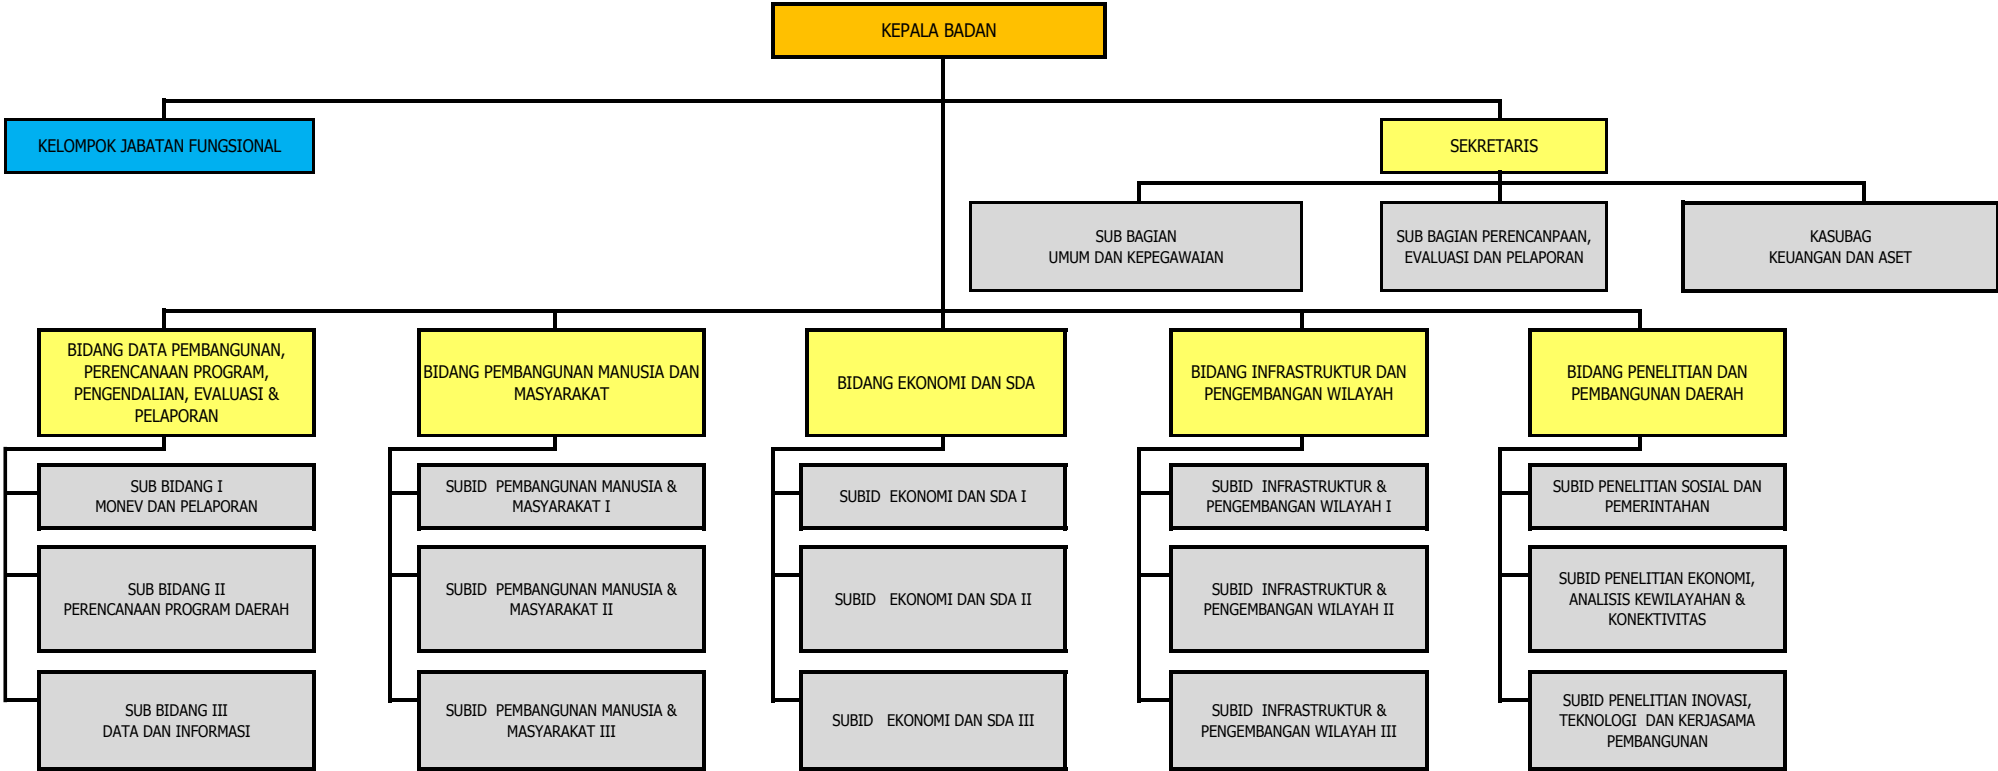 KEPALA BADAN
KELOMPOK JABATAN FUNGSIONAL
SEKRETARIS
SUB BAGIAN
UMUM DAN KEPEGAWAIAN
SUB BAGIAN PERENCANPAAN,
EVALUASI DAN PELAPORAN
KASUBAG
KEUANGAN DAN ASET
BIDANG DATA PEMBANGUNAN,
PERENCANAAN PROGRAM,
PENGENDALIAN, EVALUASI &
PELAPORAN
BIDANG PEMBANGUNAN MANUSIA DAN
MASYARAKAT
BIDANG EKONOMI DAN SDA
BIDANG INFRASTRUKTUR DAN
PENGEMBANGAN WILAYAH
BIDANG PENELITIAN DAN
PEMBANGUNAN DAERAH
SUB BIDANG I
MONEV DAN PELAPORAN
SUBID PEMBANGUNAN MANUSIA &
MASYARAKAT I
SUBID EKONOMI DAN SDA I
SUBID INFRASTRUKTUR &
PENGEMBANGAN WILAYAH I
SUBID PENELITIAN SOSIAL DAN
PEMERINTAHAN
SUB BIDANG II
PERENCANAAN PROGRAM DAERAH
SUBID PEMBANGUNAN MANUSIA &
MASYARAKAT II
SUBID EKONOMI DAN SDA II
SUBID INFRASTRUKTUR &
PENGEMBANGAN WILAYAH II
SUBID PENELITIAN EKONOMI,
ANALISIS KEWILAYAHAN &
KONEKTIVITAS
SUB BIDANG III
DATA DAN INFORMASI
SUBID PEMBANGUNAN MANUSIA &
MASYARAKAT III
SUBID EKONOMI DAN SDA III
SUBID INFRASTRUKTUR &
PENGEMBANGAN WILAYAH III
SUBID PENELITIAN INOVASI,
TEKNOLOGI DAN KERJASAMA
PEMBANGUNAN